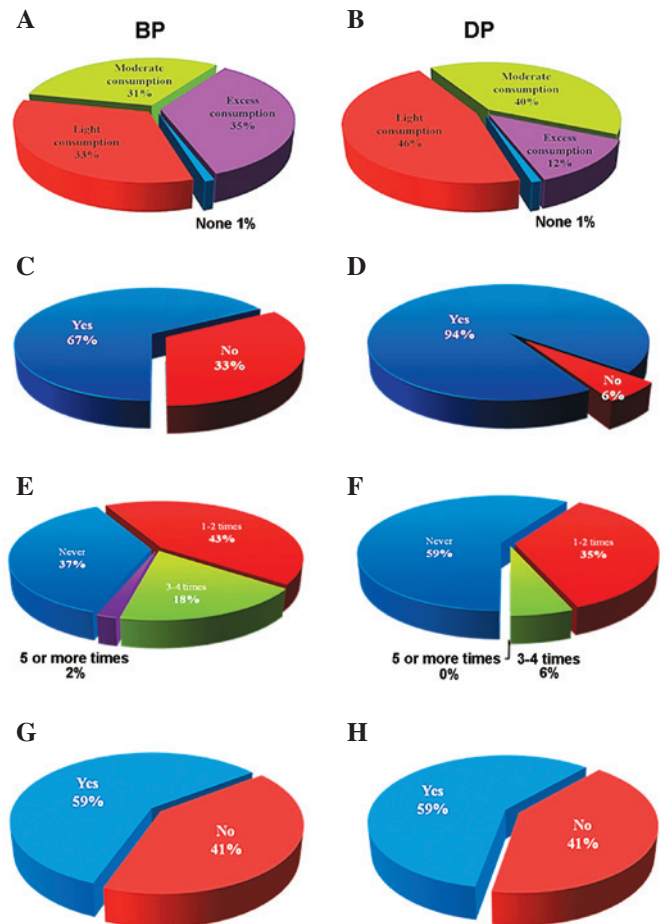 A
BP
B
DP
Moderate
consumption
31%
Excess
consumption
35%
Light
consumption
33%
None 1%
Moderate
consumption
40%
Excess
consumption
12%
Light
consumption
46%
None 1%
C
D
Yes
67%
No
33%
Yes
94%
No
6%
E
F
1-2 times
43%
Never
37%
3-4 times
18%
5 or more times
2%
Never
59%
1-2 times
35%
5 or more times
0%
3-4 times
6%
G
H
Yes
59%
No
41%
Yes
59%
No
41%